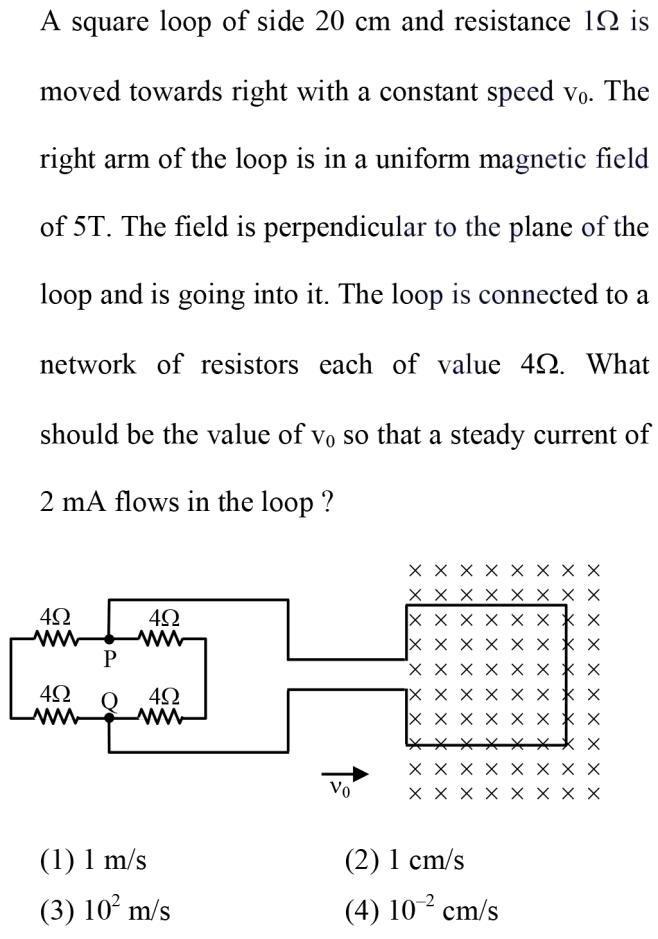 A square loop of side 20 cm and resistance 1Ω is
moved towards right with a constant speed v₀. The
right arm of the loop is in a uniform magnetic field
of 5T. The field is perpendicular to the plane of the
loop and is going into it. The loop is connected to a
network of resistors each of value 4Ω. What
should be the value of v₀ so that a steady current of
2 mA flows in the loop ?
4Ω 4Ω
P
4Ω Q 4Ω
v₀
(1) 1 m/s (2) 1 cm/s
(3) 10² m/s (4) 10⁻² cm/s